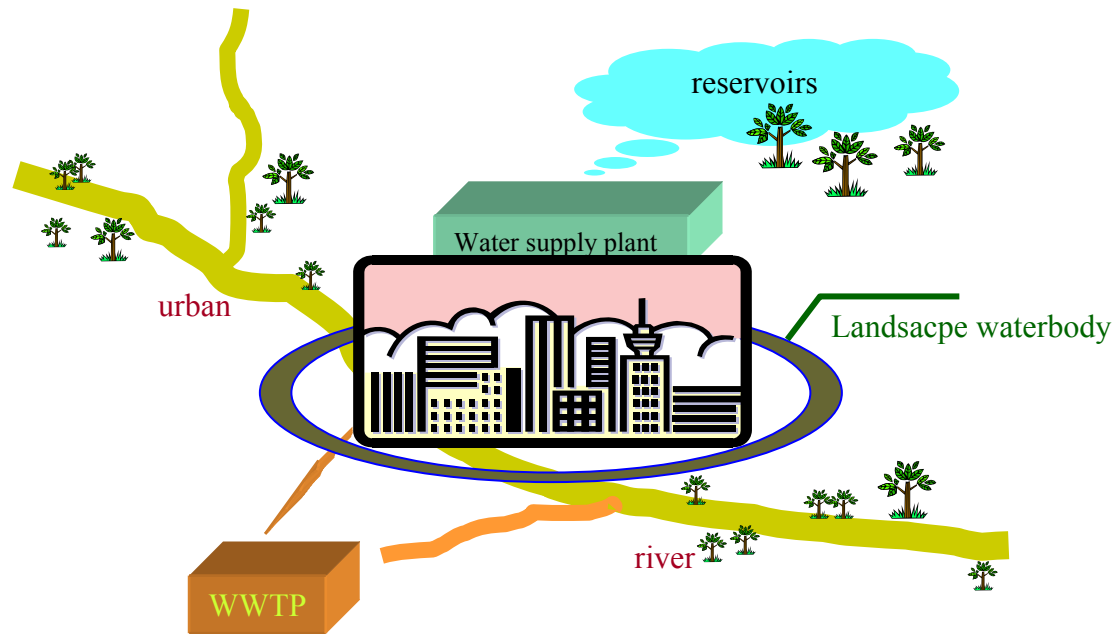 reservoirs
Water supply plant
urban
Landsacpe waterbody
river
WWTP